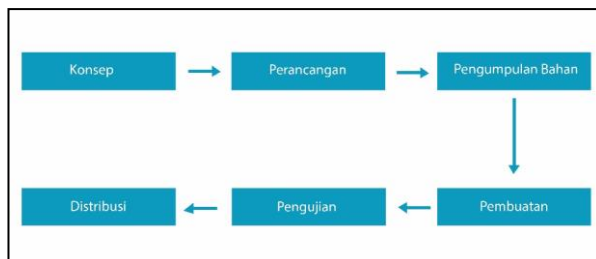 Konsep
Perancangan
Pengumpulan Bahan
Pembuatan
Pengujian
Distribusi